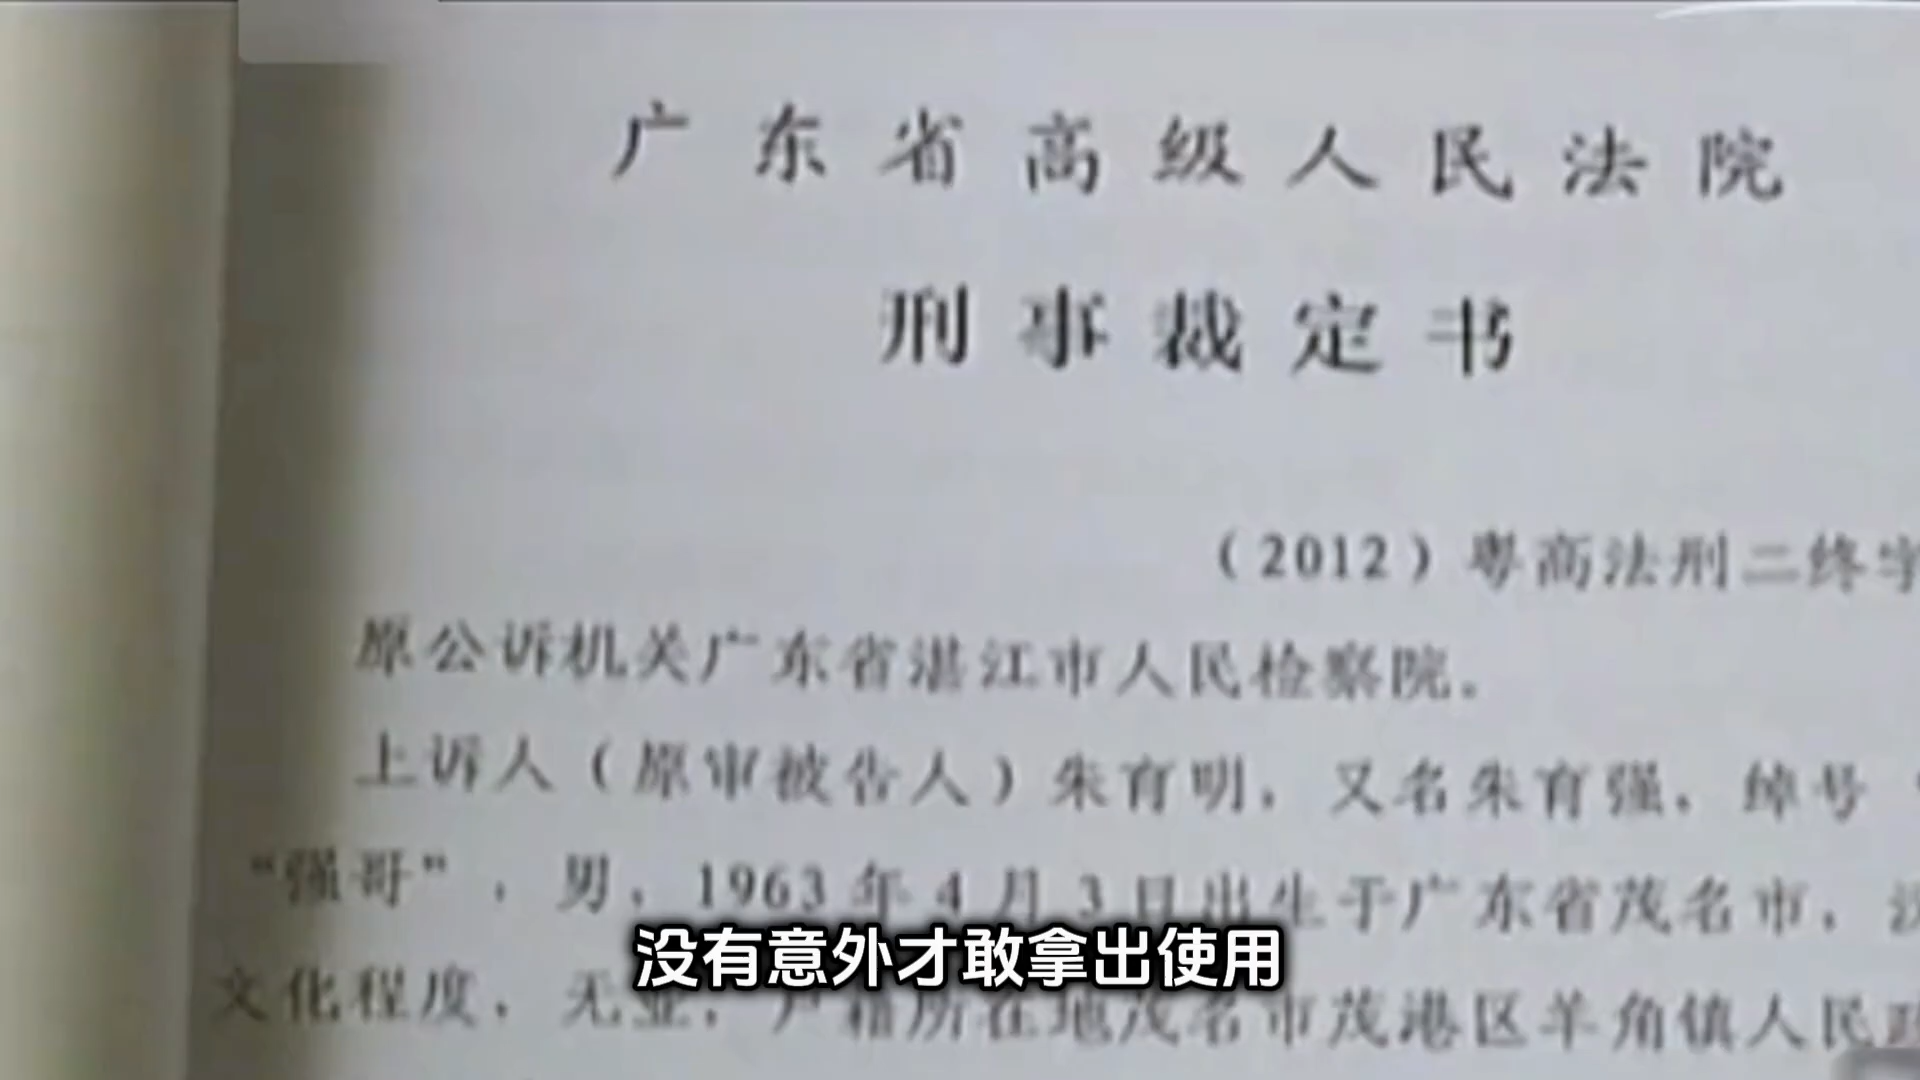 广东省高级人民法院
刑事裁定书
（2012）粤高法刑二终字
原公诉机关广东省湛江市人民检察院。
上诉人（原审被告人）朱育明，又名朱育强，绰号
“强哥”，男，1963年4月3日出生于广东省茂名市，汉
没有意外才敢拿出使用
文化程度，无业，户籍所在地茂名市茂港区羊角镇人民政